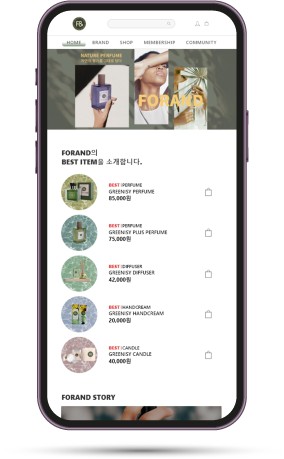 HOME BRAND SHOP MEMBERSHIP COMMUNITY
NATURE PERFUME
FORAND
FORAND의
BEST ITEM을 소개합니다.
BEST |PERFUME
GREENISY PERFUME
85,000원
BEST |PERFUME
GREENISY PLUS PERFUME
75,000원
BEST |DIFFUSER
GREENISY DIFFUSER
42,000원
BEST |HANDCREAM
GREENISY HANDCREAM
20,000원
BEST |CANDLE
GREENISY CANDLE
40,000원
FORAND STORY